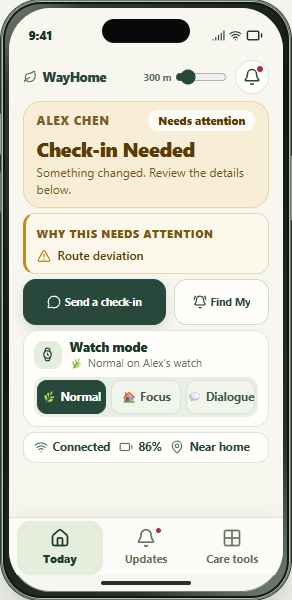 9:41
WayHome
300 m
ALEX CHEN
Needs attention
Check-in Needed
Something changed. Review the details
below.
WHY THIS NEEDS ATTENTION
Route deviation
Send a check-in
Find My
Watch mode
Normal on Alex's watch
Normal
Focus
Dialogue
Connected
86%
Near home
Today
Updates
Care tools